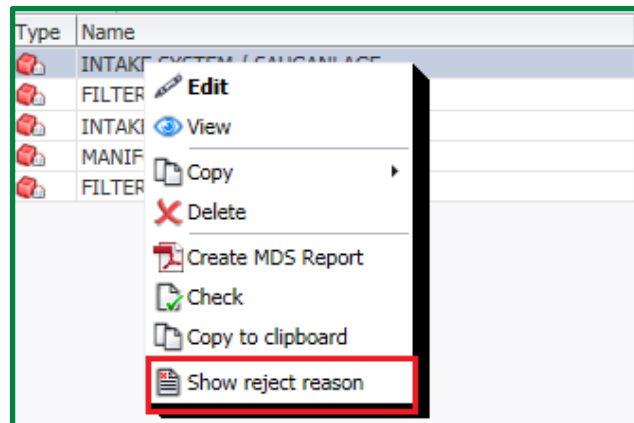 Type Name
INTAKE SYSTEM / SAUGANLAGE
FILTER
Edit
INTAK
View
MANIF
Copy
FILTER
Delete
Create MDS Report
Check
Copy to clipboard
Show reject reason